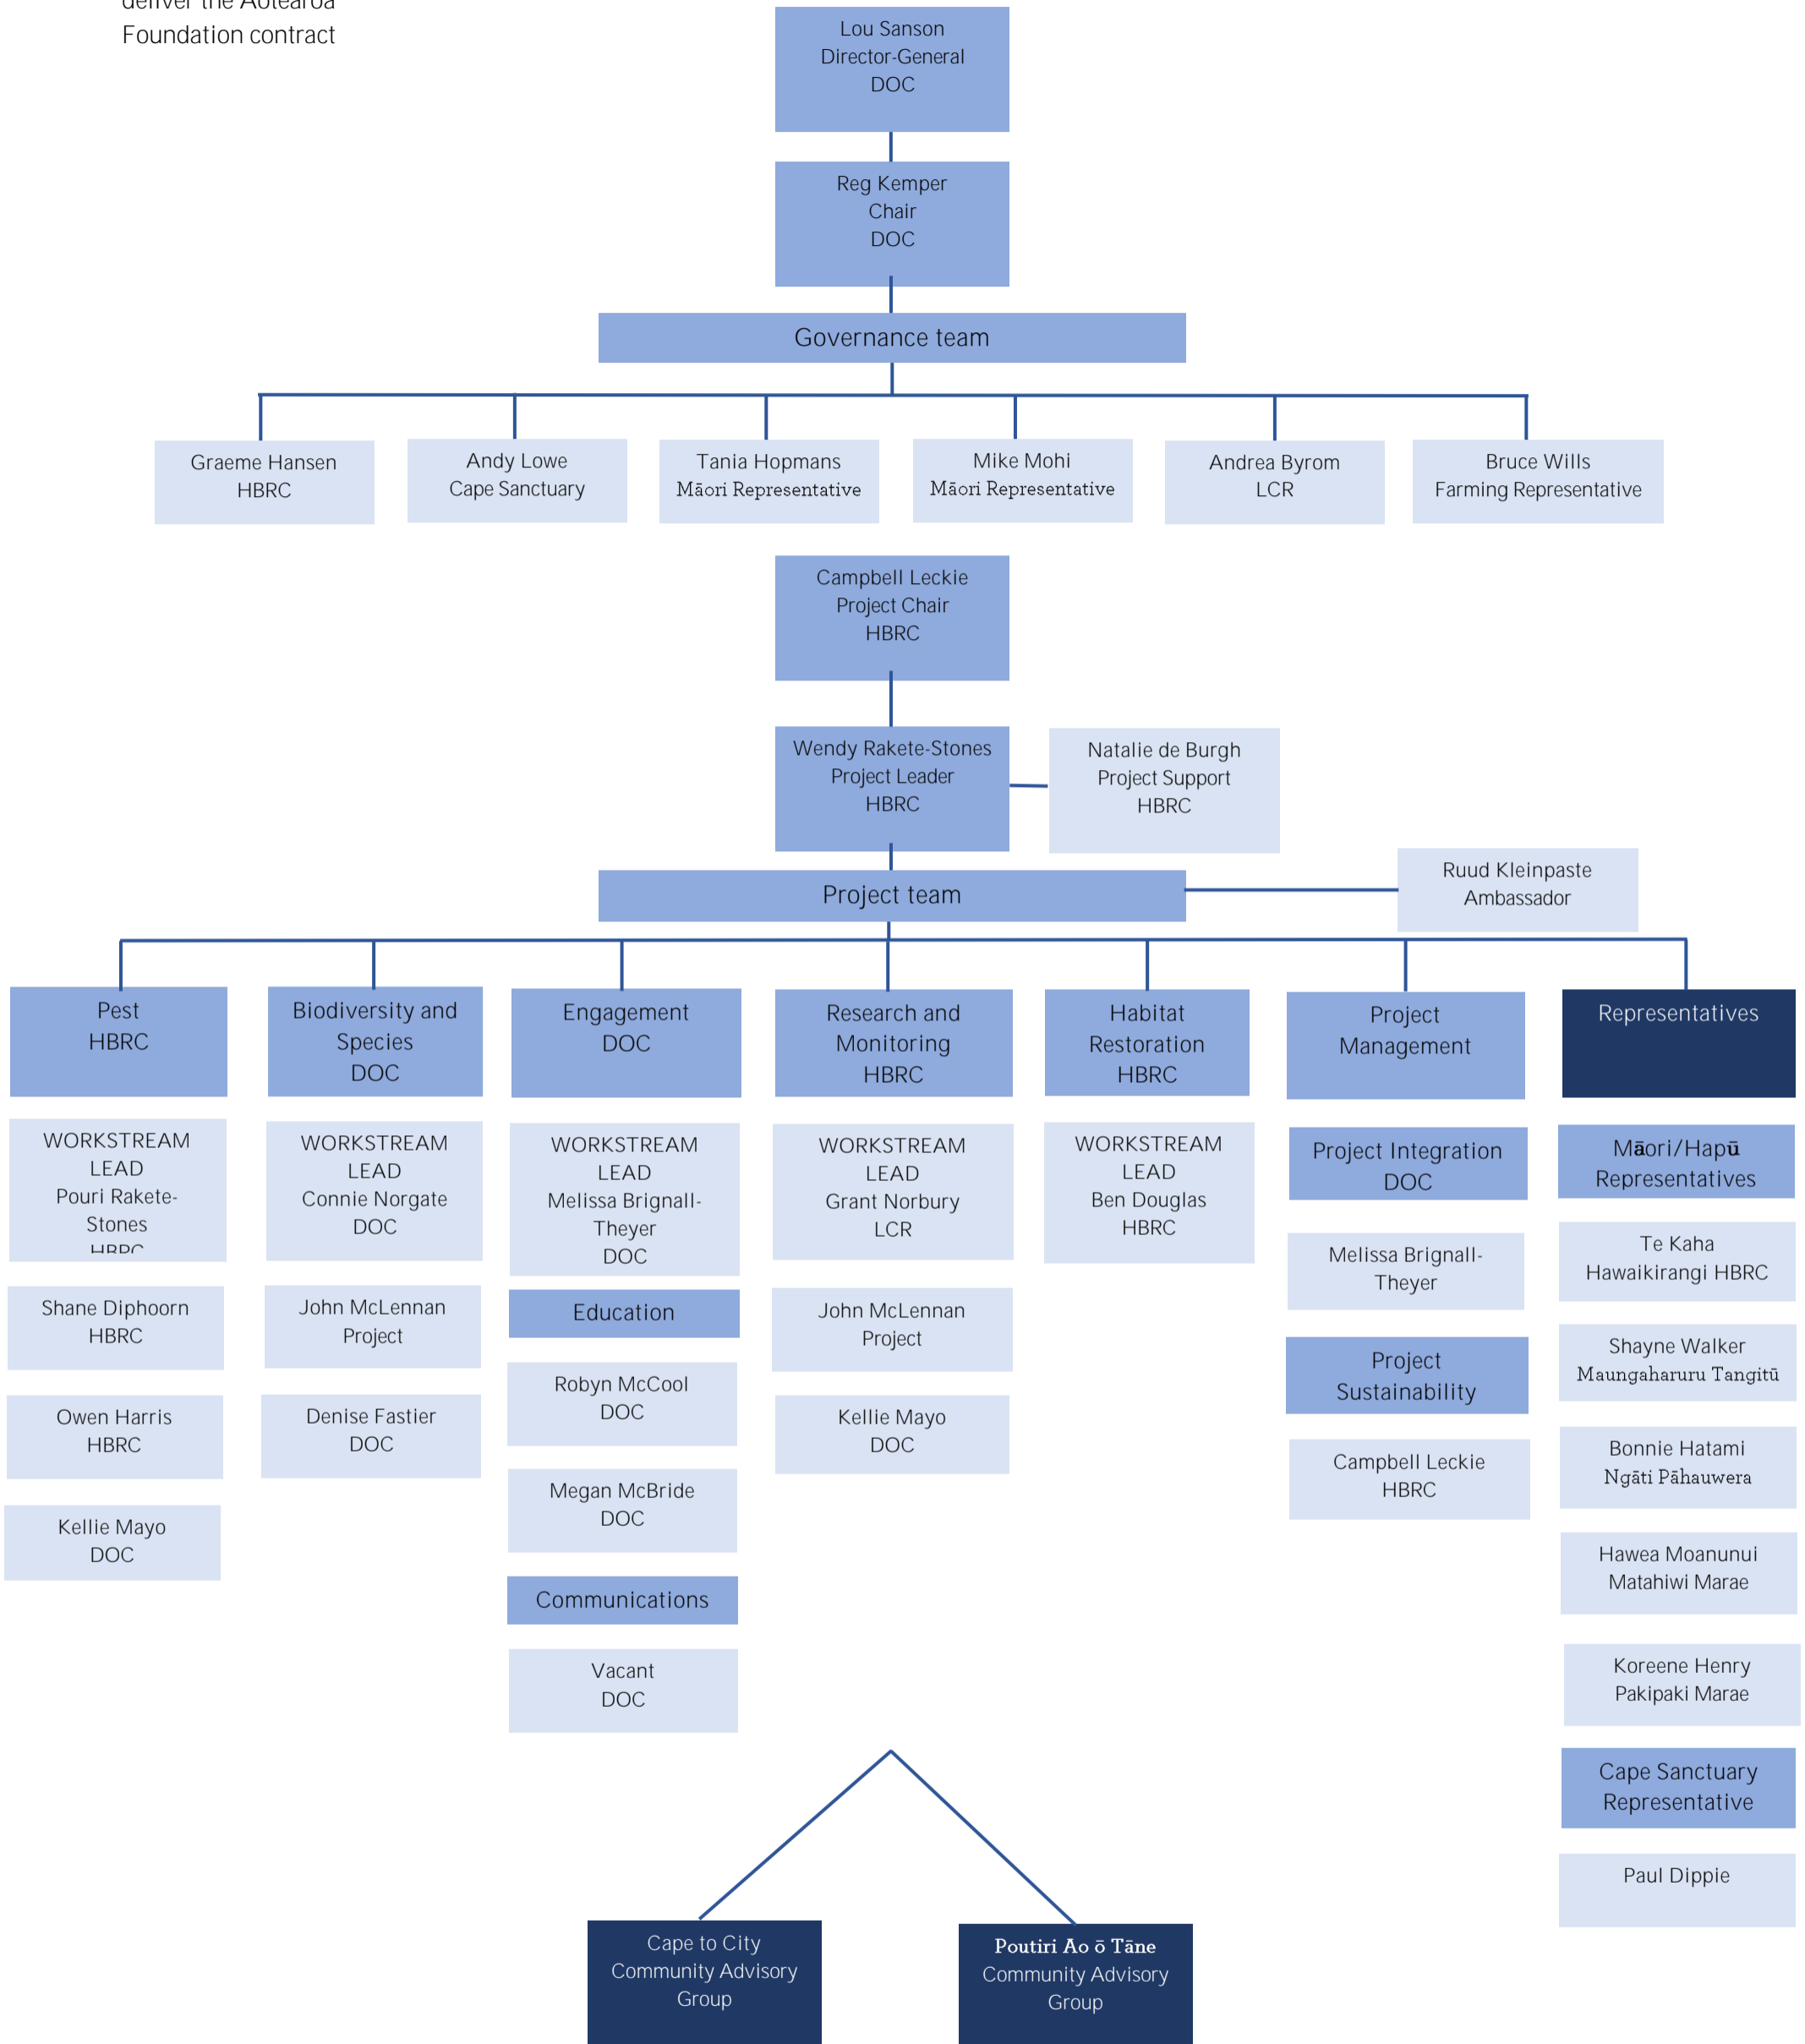 deliver the Aotearoa
Foundation contract
Lou Sanson
Director-General
DOC
Reg Kemper
Chair
DOC
Governance team
Graeme Hansen
HBRC
Andy Lowe
Cape Sanctuary
Tania Hopmans
Māori Representative
Mike Mohi
Māori Representative
Andrea Byrom
LCR
Bruce Wills
Farming Representative
Campbell Leckie
Project Chair
HBRC
Wendy Rakete-Stones
Project Leader
HBRC
Natalie de Burgh
Project Support
HBRC
Project team
Ruud Kleinpaste
Ambassador
Pest
HBRC
WORKSTREAM
LEAD
Pouri Rakete-
Stones
HBRC
Shane Diphoorn
HBRC
Owen Harris
HBRC
Kellie Mayo
DOC
Biodiversity and
Species
DOC
WORKSTREAM
LEAD
Connie Norgate
DOC
John McLennan
Project
Denise Fastier
DOC
Engagement
DOC
WORKSTREAM
LEAD
Melissa Brignall-
Theyer
DOC
Education
Robyn McCool
DOC
Megan McBride
DOC
Communications
Vacant
DOC
Research and
Monitoring
HBRC
WORKSTREAM
LEAD
Grant Norbury
LCR
John McLennan
Project
Kellie Mayo
DOC
Habitat
Restoration
HBRC
WORKSTREAM
LEAD
Ben Douglas
HBRC
Project
Management
Project Integration
DOC
Melissa Brignall-
Theyer
Project
Sustainability
Campbell Leckie
HBRC
Representatives
Māori/Hapū
Representatives
Te Kaha
Hawaikirangi HBRC
Shayne Walker
Maungaharuru Tangitū
Bonnie Hatami
Ngāti Pāhauwera
Hawea Moanunui
Matahiwi Marae
Koreene Henry
Pakipaki Marae
Cape Sanctuary
Representative
Paul Dippie
Cape to City
Community Advisory
Group
Poutiri Ao ō Tāne
Community Advisory
Group